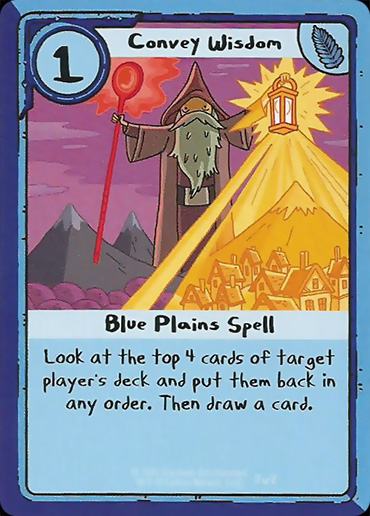 1
Convey Wisdom
Blue Plains Spell
Look at the top 4 cards of target
player's deck and put them back in
any order. Then draw a card.